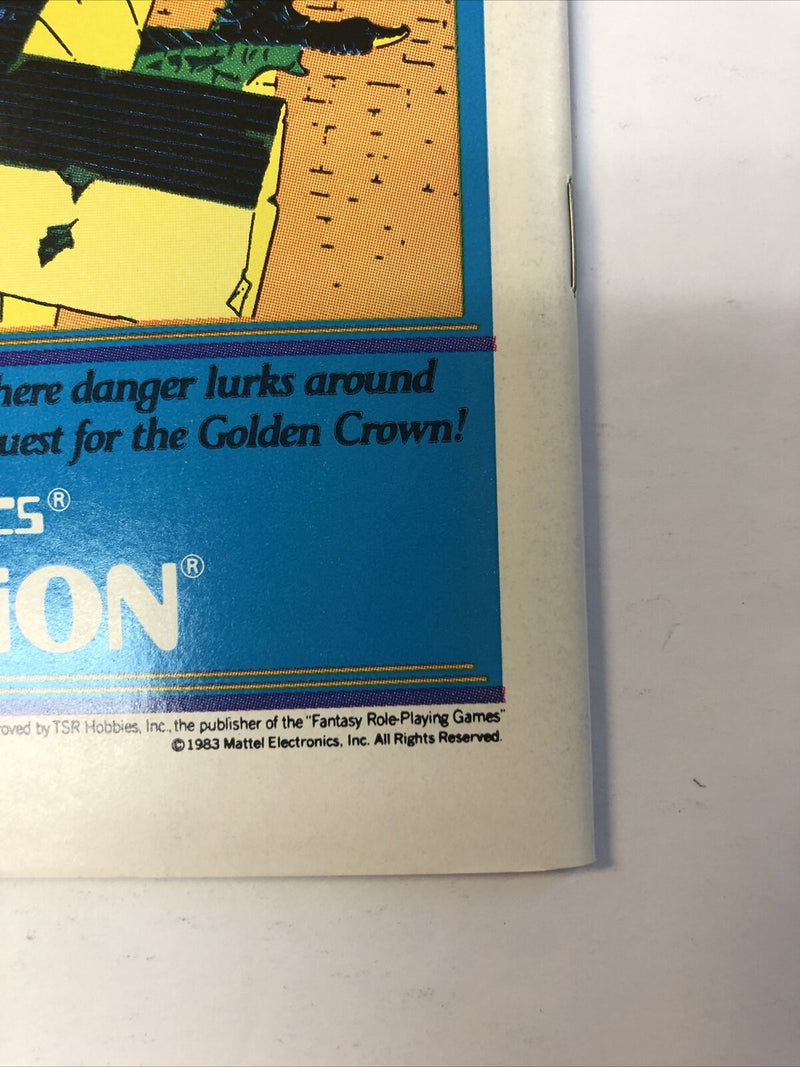 here danger lurks around
uest for the Golden Crown!
CS®
iON®
roved by TSR Hobbies, Inc., the publisher of the "Fantasy Role-Playing Games"
©1983 Mattel Electronics, Inc. All Rights Reserved.